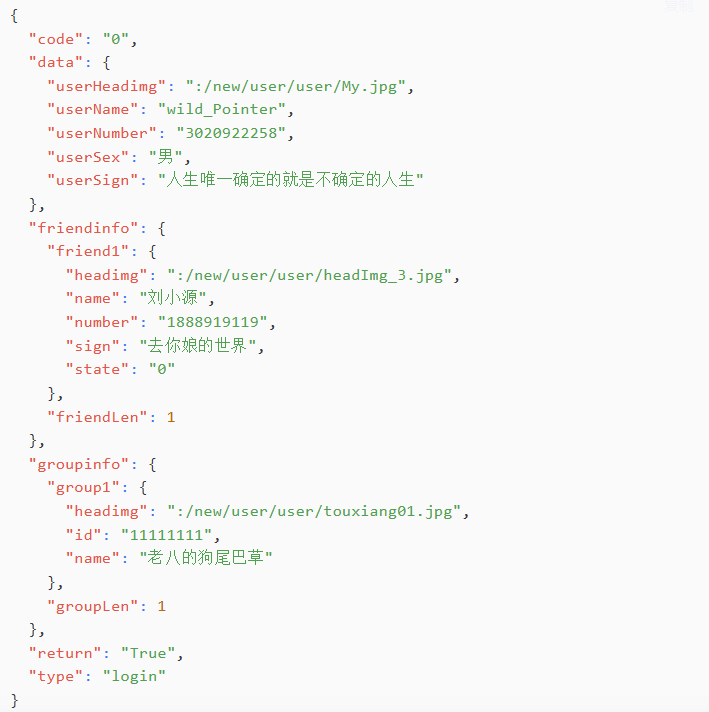 {
  "code": "0",
  "data": {
    "userHeadimg": ":/new/user/user/My.jpg",
    "userName": "wild_Pointer",
    "userNumber": "3020922258",
    "userSex": "男",
    "userSign": "人生唯一确定的就是不确定的人生"
  },
  "friendinfo": {
    "friend1": {
      "headimg": ":/new/user/user/headImg_3.jpg",
      "name": "刘小源",
      "number": "1888919119",
      "sign": "去你娘的世界",
      "state": "0"
    },
    "friendLen": 1
  },
  "groupinfo": {
    "group1": {
      "headimg": ":/new/user/user/touxiang01.jpg",
      "id": "11111111",
      "name": "老八的狗尾巴草"
    },
    "groupLen": 1
  },
  "return": "True",
  "type": "login"
}